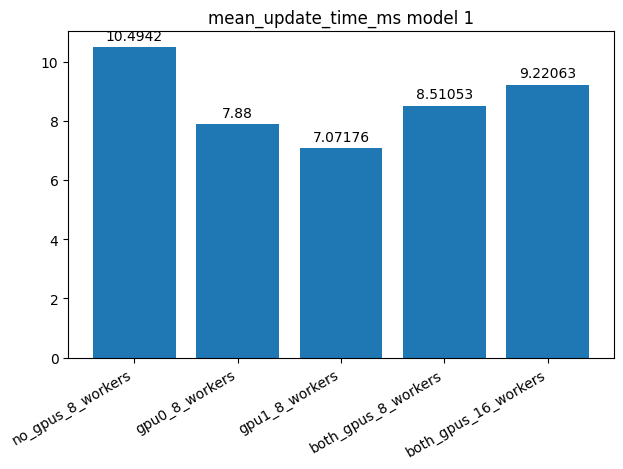 mean_update_time_ms model 1
10.4942
7.88
7.07176
8.51053
9.22063
10
8
6
4
2
0
no_gpus_8_workers
gpu0_8_workers
gpu1_8_workers
both_gpus_8_workers
both_gpus_16_workers